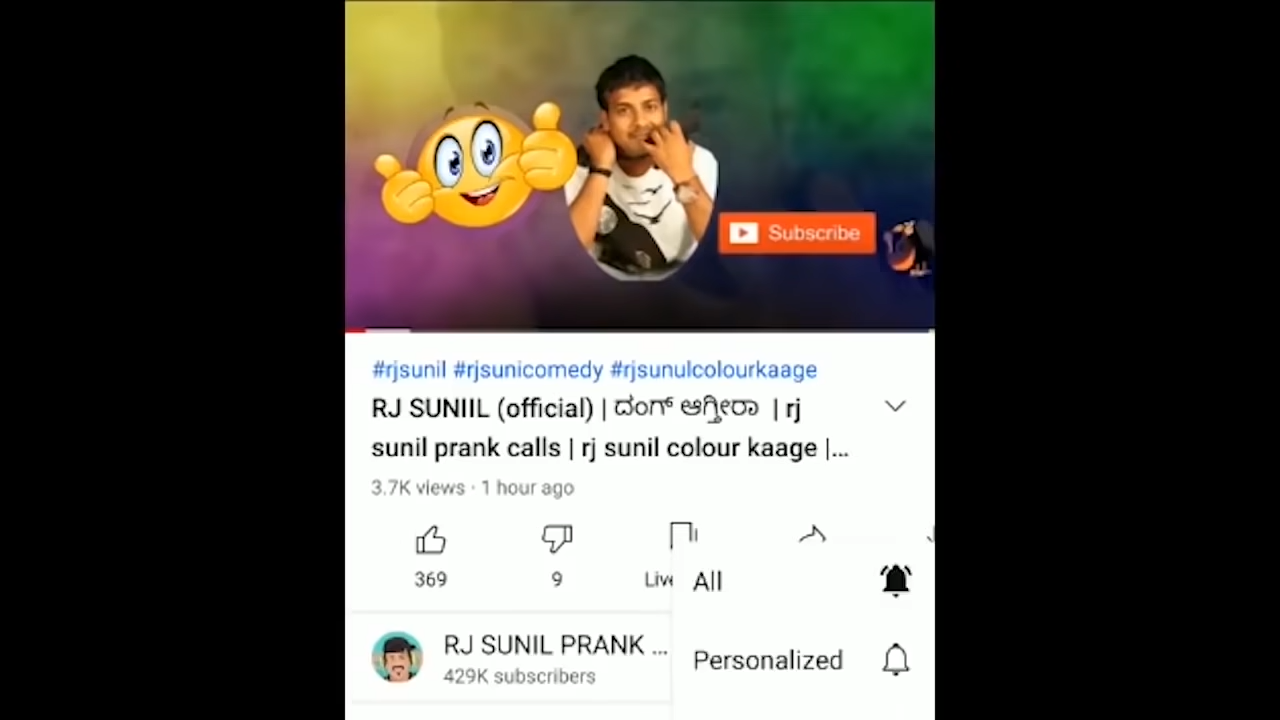 Subscribe
#rjsunil #rjsunicomedy #rjsunulcolourkaage
RJ SUNIIL (official) | ದಂಗ್ ಆಗ್ತೀರಾ | rj
sunil prank calls | rj sunil colour kaage |...
3.7K views · 1 hour ago
369
9
Live
All
RJ SUNIL PRANK ...
429K subscribers
Personalized